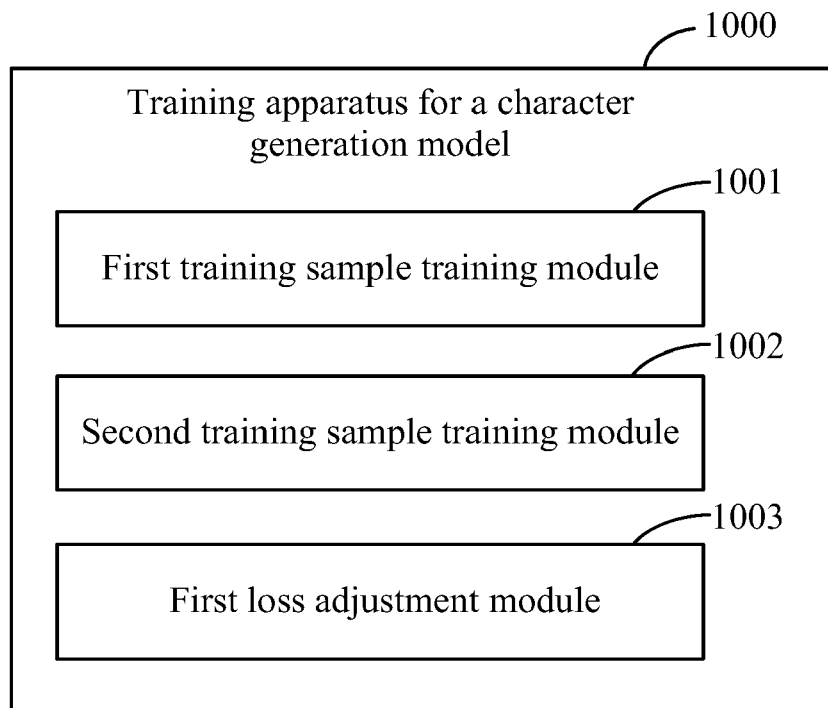 1000
Training apparatus for a character
generation model
1001
First training sample training module
1002
Second training sample training module
1003
First loss adjustment module